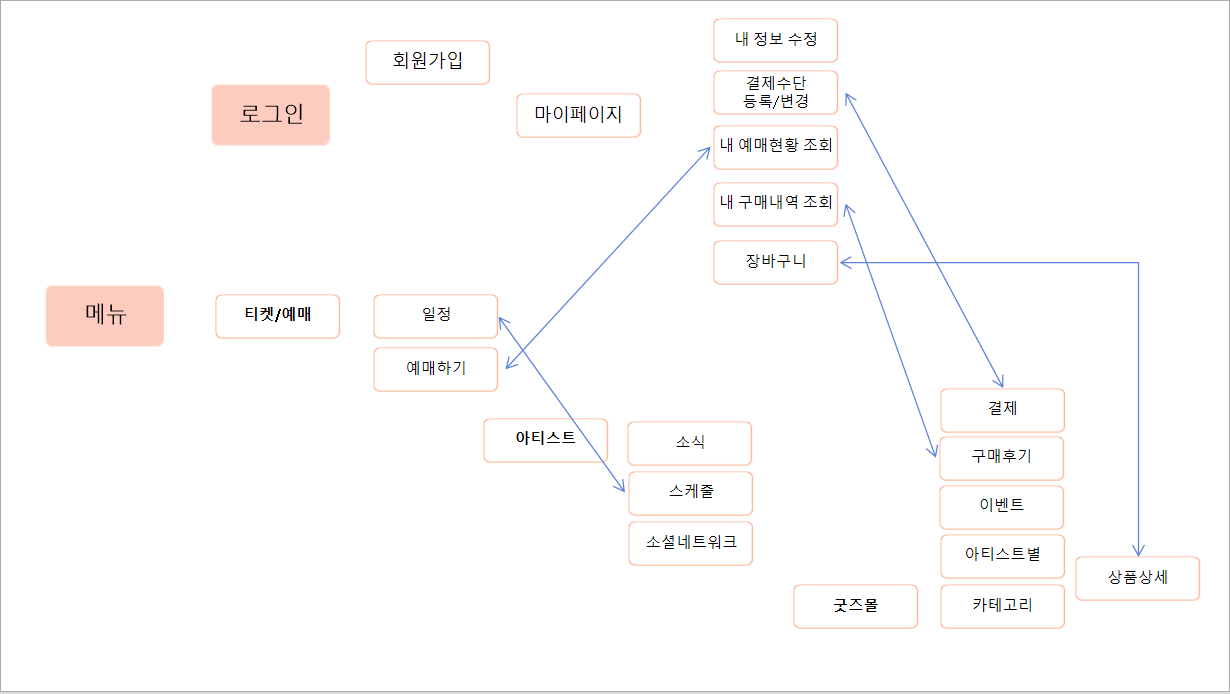 내 정보 수정
회원가입
결제수단
등록/변경
로그인
마이페이지
내 예매현황 조회
내 구매내역 조회
장바구니
메뉴
티켓/예매
일정
예매하기
결제
아티스트
소식
구매후기
스케줄
이벤트
소셜네트워크
아티스트별
상품상세
굿즈몰
카테고리